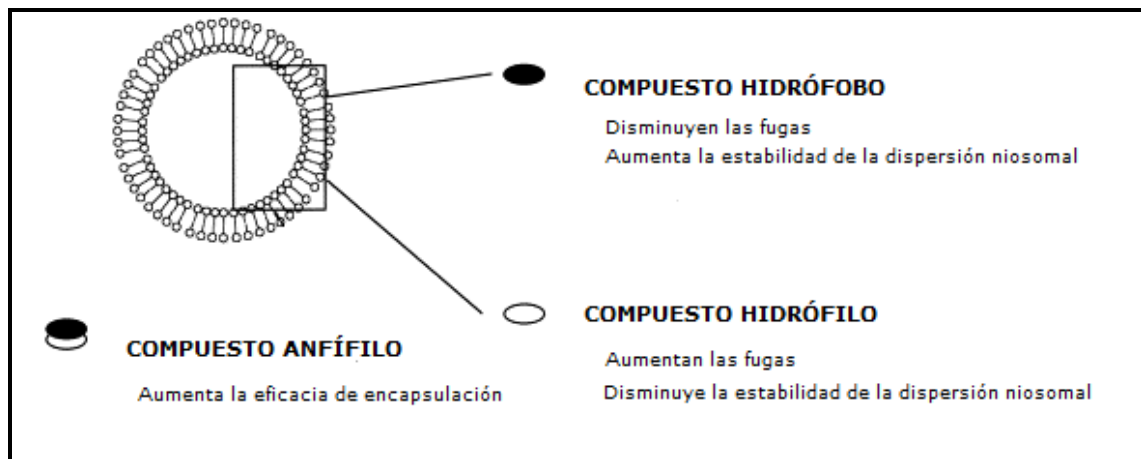 COMPUESTO HIDRÓFOBO
Disminuyen las fugas
Aumenta la estabilidad de la dispersión niosomal
COMPUESTO HIDRÓFILO
Aumentan las fugas
Disminuye la estabilidad de la dispersión niosomal
COMPUESTO ANFÍFILO
Aumenta la eficacia de encapsulación